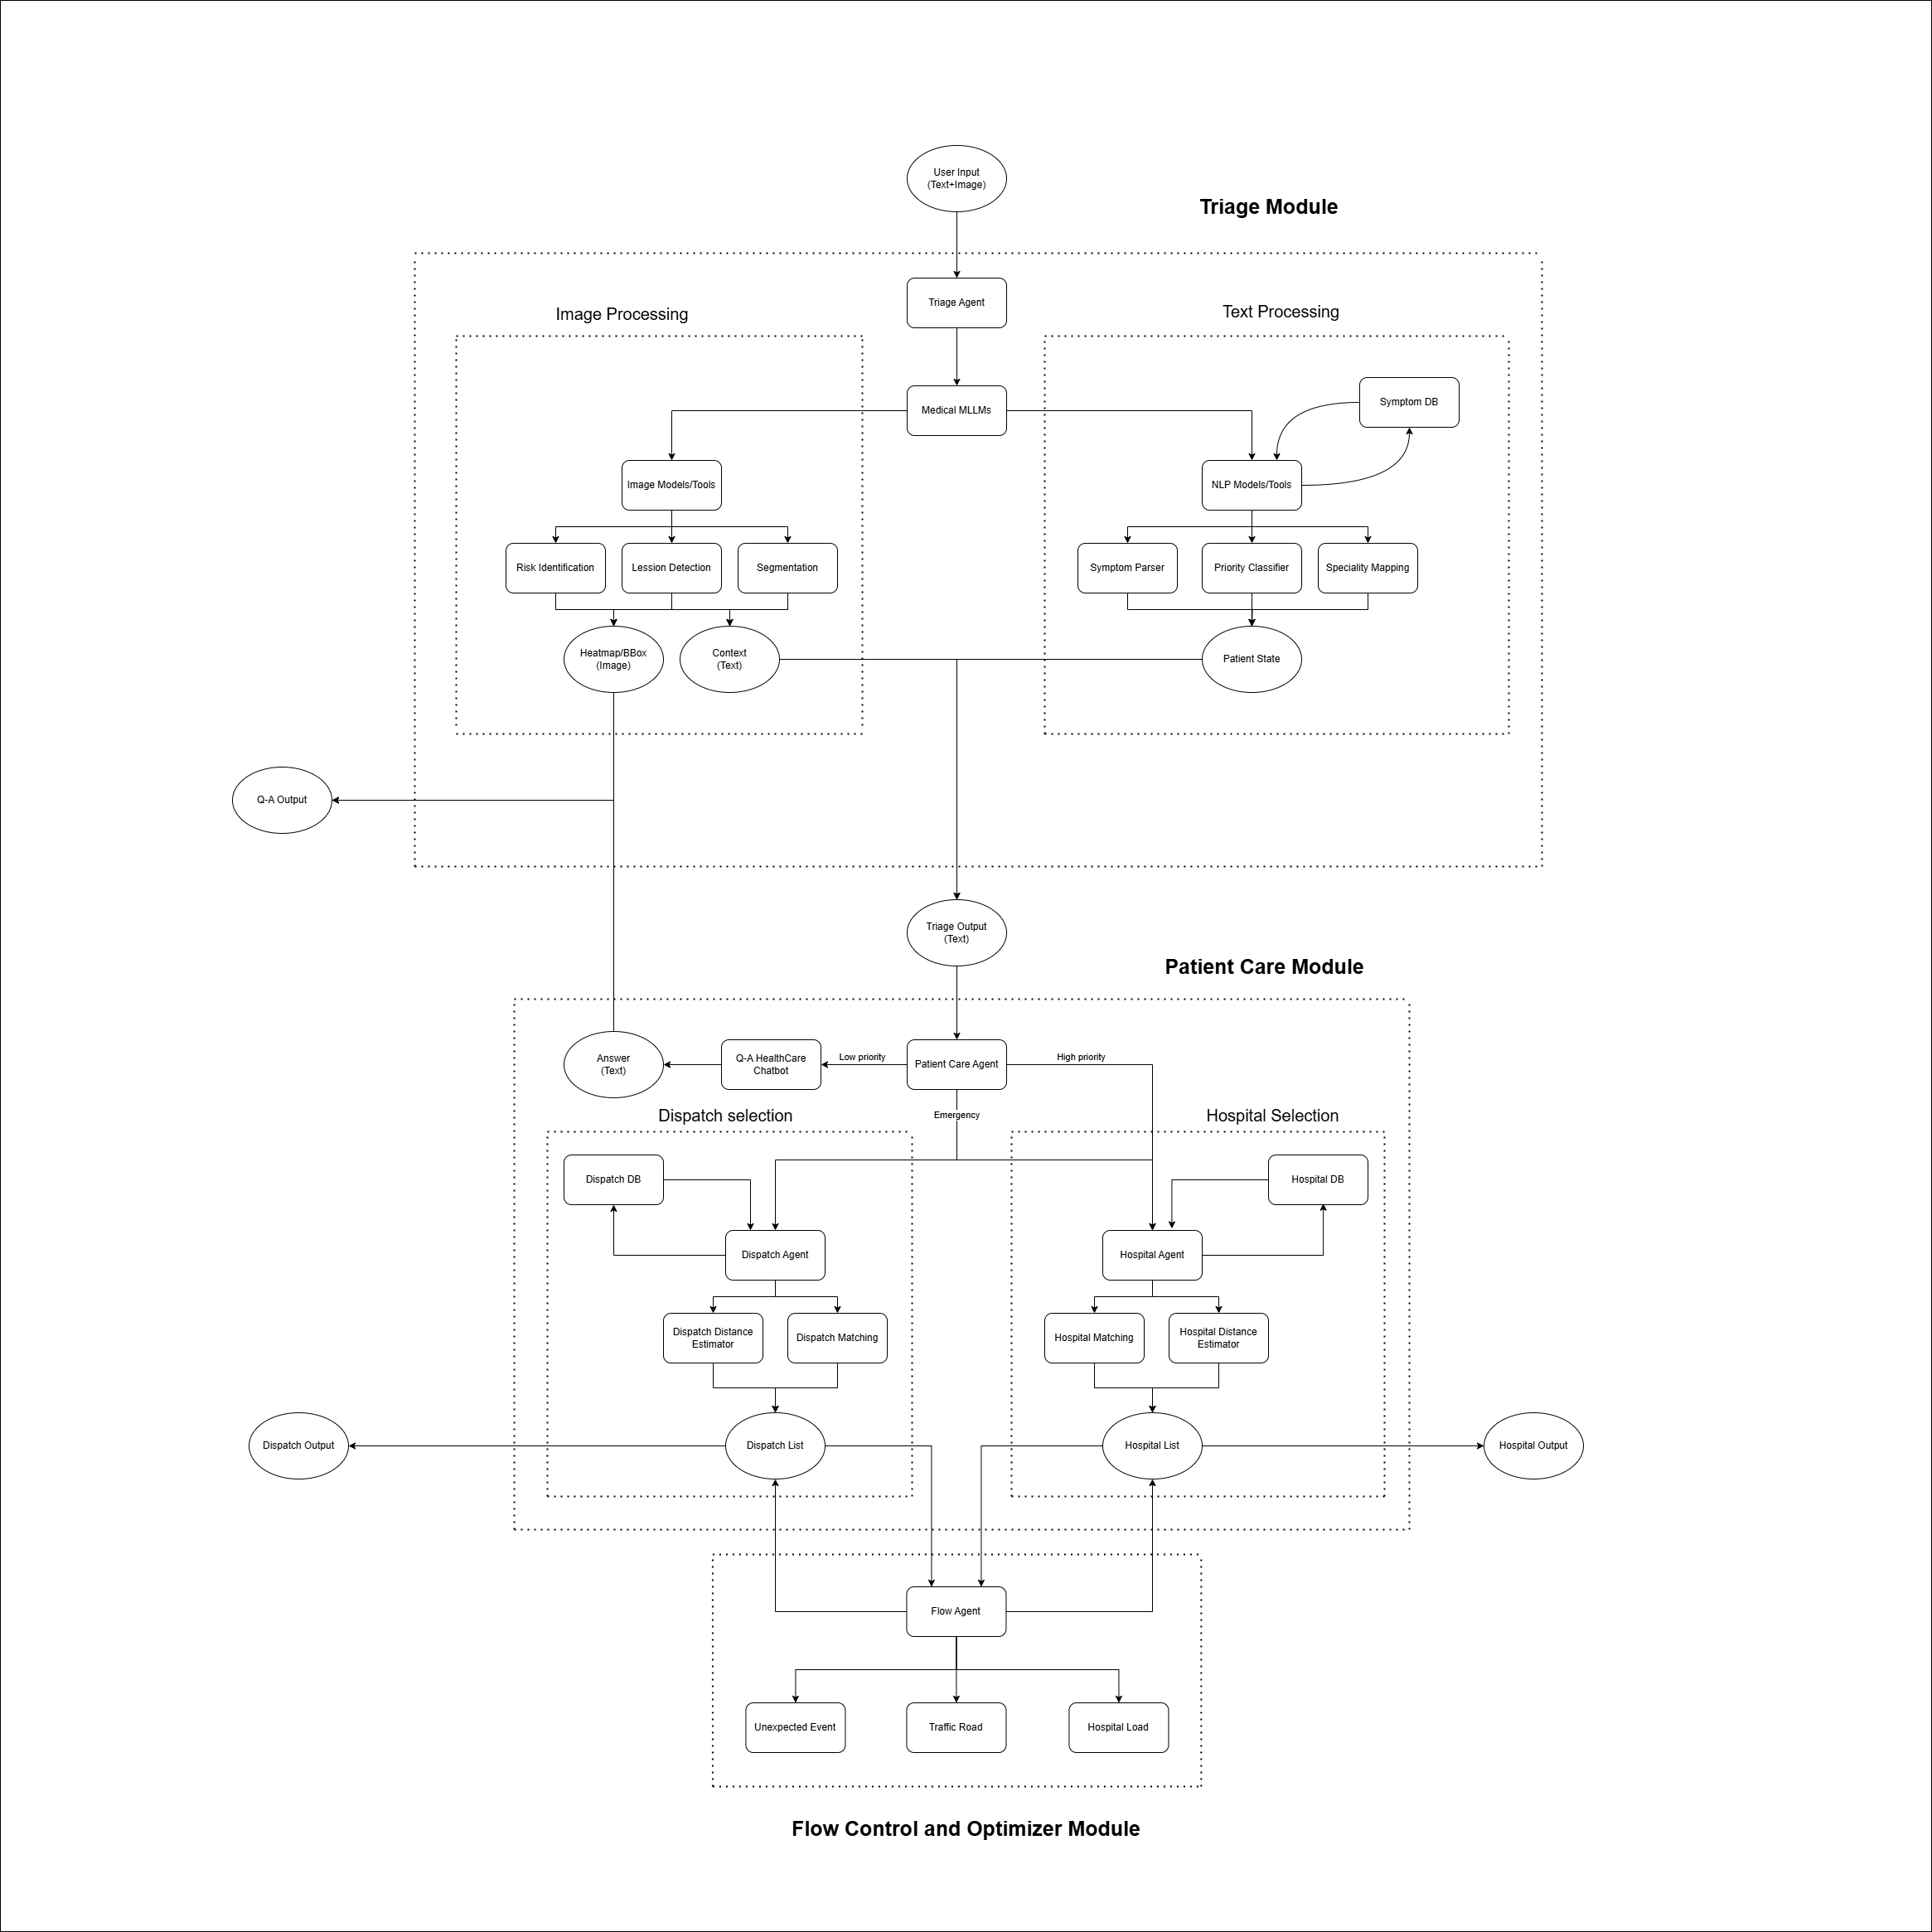 User Input
(Text+Image)
Triage Module
Triage Agent
Image Processing
Text Processing
Medical MLLMs
Symptom DB
Image Models/Tools
NLP Models/Tools
Risk Identification
Lession Detection
Segmentation
Symptom Parser
Priority Classifier
Speciality Mapping
Heatmap/BBox
(Image)
Context
(Text)
Patient State
Q-A Output
Triage Output
(Text)
Patient Care Module
Answer
(Text)
Q-A HealthCare
Chatbot
Low priority
Patient Care Agent
High priority
Emergency
Dispatch selection
Hospital Selection
Dispatch DB
Hospital DB
Dispatch Agent
Hospital Agent
Dispatch Distance
Estimator
Dispatch Matching
Hospital Matching
Hospital Distance
Estimator
Dispatch Output
Dispatch List
Hospital List
Hospital Output
Flow Agent
Unexpected Event
Traffic Road
Hospital Load
Flow Control and Optimizer Module